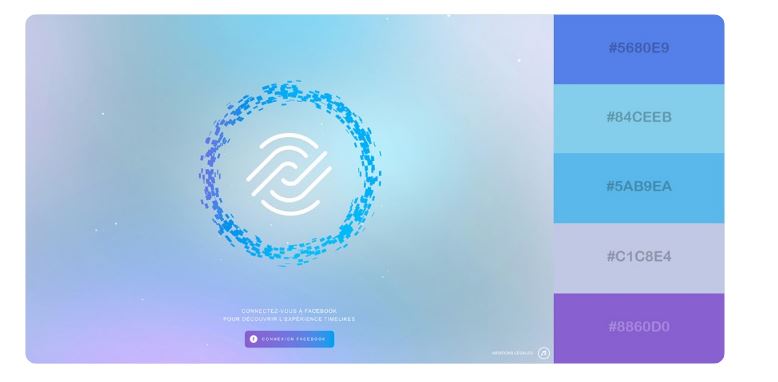 CONNECTEZ-VOUS À FACEBOOK
POUR DÉCOUVRIR L'EXPÉRIENCE TIMELIKES
CONNEXION FACEBOOK
MENTIONS LÉGALES
#5680E9
#84CEEB
#5AB9EA
#C1C8E4
#8860D0